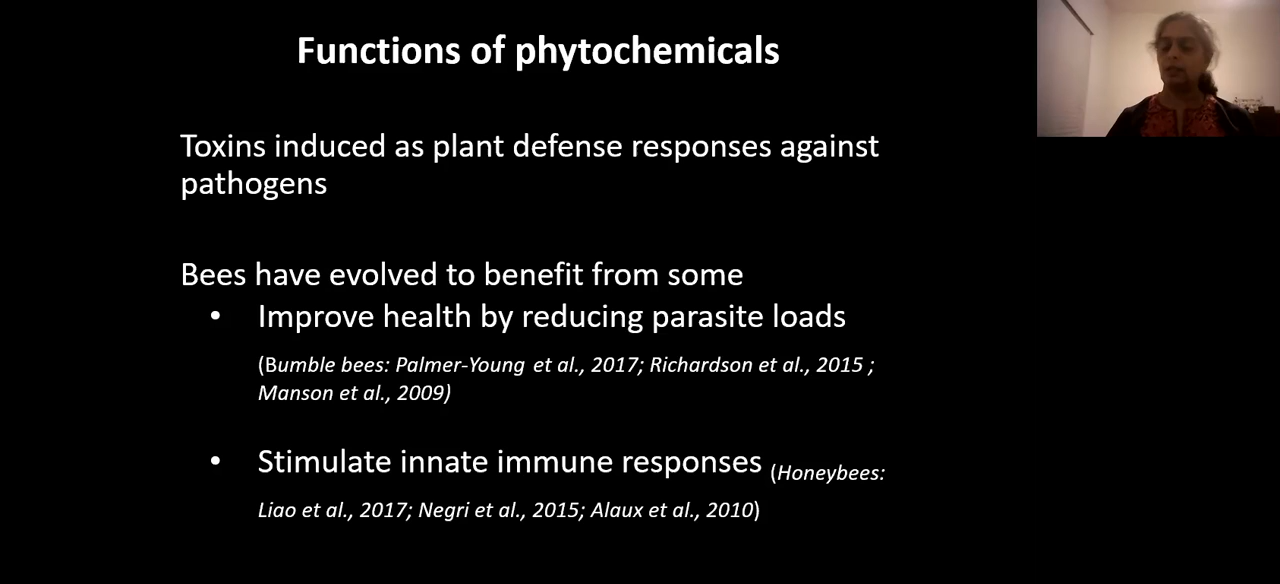 Functions of phytochemicals
Toxins induced as plant defense responses against
pathogens
Bees have evolved to benefit from some
• Improve health by reducing parasite loads
(Bumble bees: Palmer-Young et al., 2017; Richardson et al., 2015 ;
Manson et al., 2009)
• Stimulate innate immune responses (Honeybees:
Liao et al., 2017; Negri et al., 2015; Alaux et al., 2010)